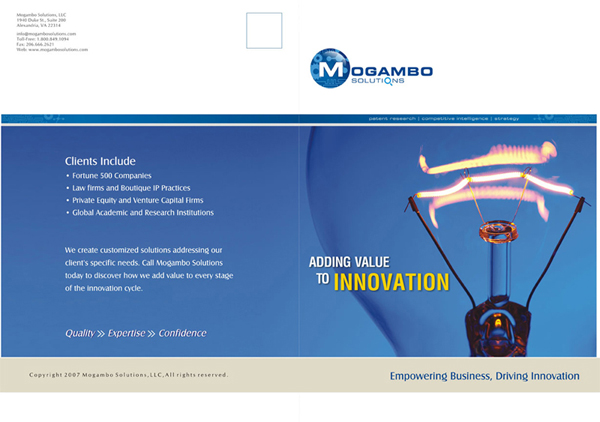 Mogambo Solutions, LLC
1940 Duke St., Suite 200
Alexandria, VA 22314
info@mogambosolutions.com
Toll-Free: 1.800.849.1094
Fax: 206.666.2621
Web: www.mogambosolutions.com
MOGAMBO
SOLUTIONS
patent research | competitive intelligence | strategy
Clients Include
• Fortune 500 Companies
• Law firms and Boutique IP Practices
• Private Equity and Venture Capital Firms
• Global Academic and Research Institutions
We create customized solutions addressing our
client's specific needs. Call Mogambo Solutions
today to discover how we add value to every stage
of the innovation cycle.
Quality » Expertise » Confidence
ADDING VALUE
TO INNOVATION
Copyright 2007 Mogambo Solutions, LLC, All rights reserved.
Empowering Business, Driving Innovation